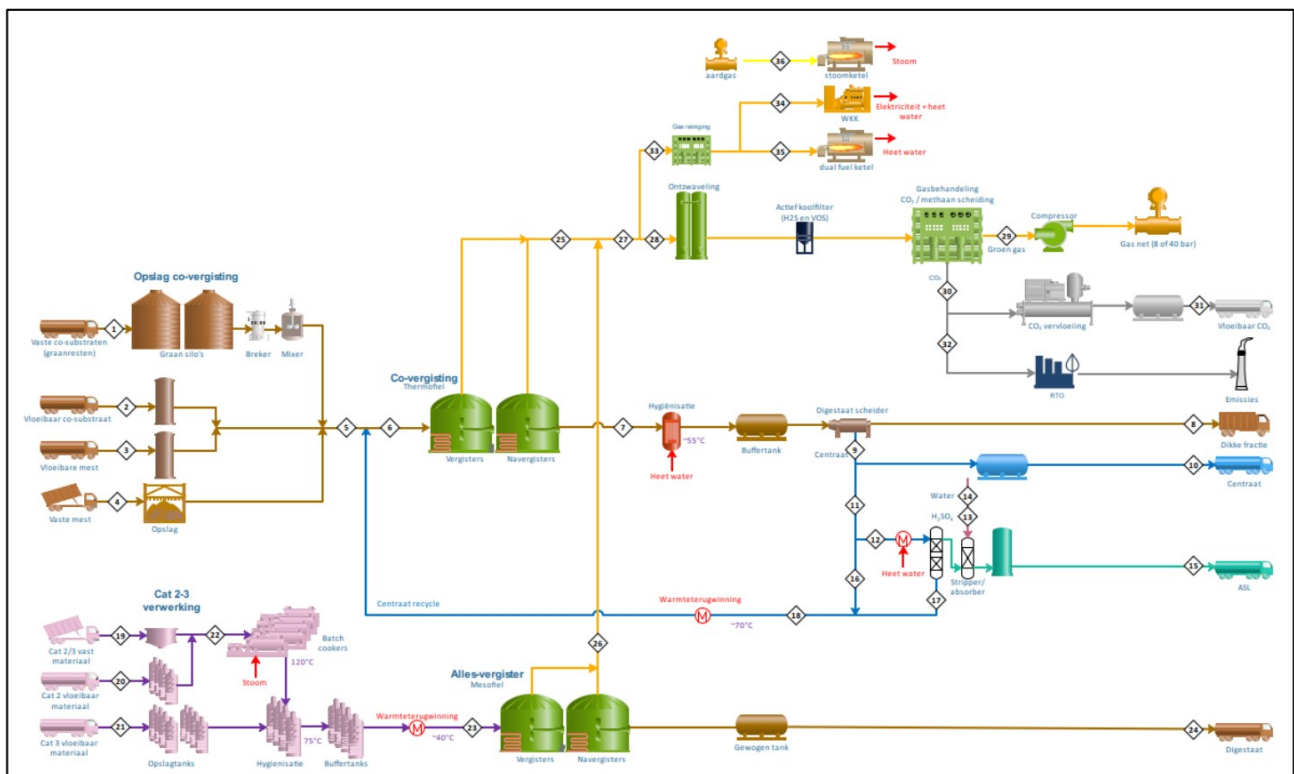 aardgas
36
stoomketel
Stoom
34
WKK
Elektriciteit + heet
water
Gas reiniging
33
35
dual fuel ketel
Heet water
Ontzwaveling
25
27
28
Actief koolfilter
(H2S en VOS)
Gasbehandeling
CO₂ / methaan scheiding
29
Groen gas
Compressor
Gas net (8 of 40 bar)
CO₂
30
CO₂ vervloeiing
31
Vloeibaar CO₂
32
RTO
Emissies
Opslag co-vergisting
1
Vaste co-substraten
(graanresten)
Graan silo's
Breker
Mixer
2
Vloeibaar co-substraat
3
Vloeibare mest
4
Vaste mest
Opslag
5
6
Co-vergisting
Thermofiel
Vergisters
Navergisters
7
Hygiënisatie
~55°C
Heet water
Buffertank
Digestaat scheider
8
Dikke fractie
Centraat
9
10
Centraat
11
Water
14
H₂SO₄
13
12
Heet water
Stripper/
absorber
15
ASL
16
17
Centraat recycle
Warmteterugwinning
~70°C
18
Cat 2-3
verwerking
19
Cat 2/3 vast
materiaal
22
Batch
cookers
Stoom
120°C
20
Cat 2 vloeibaar
materiaal
21
Cat 3 vloeibaar
materiaal
Opslagtanks
Hygienisatie
75°C
Buffertanks
Warmteterugwinning
~40°C
23
26
Alles-vergister
Mesofiel
Vergisters
Navergisters
Gewogen tank
24
Digestaat